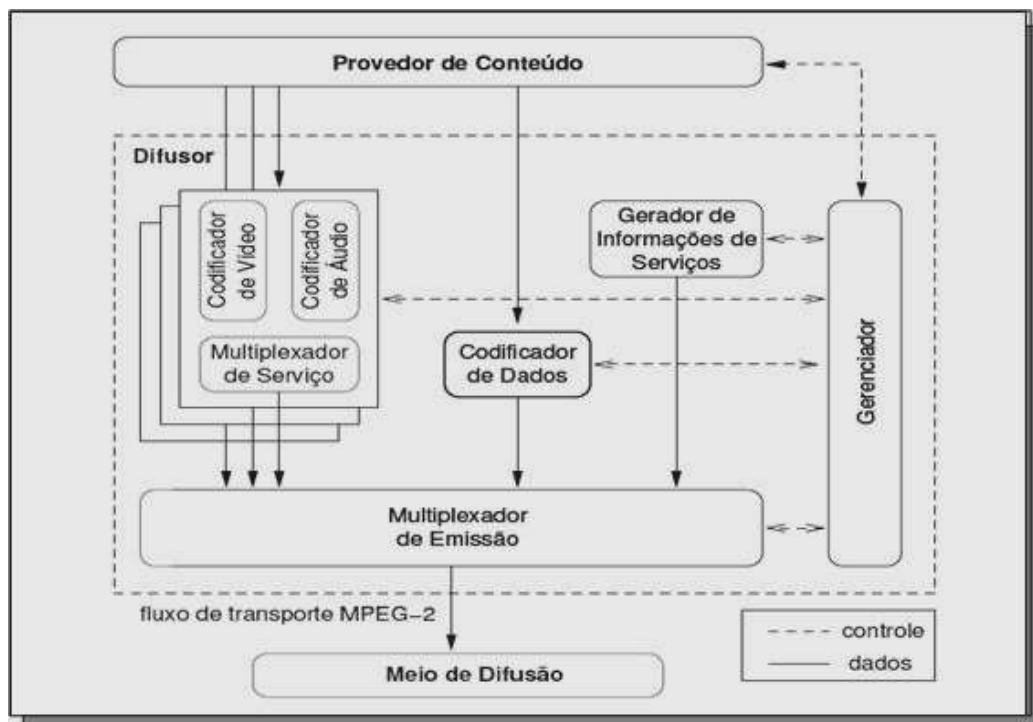 Provedor de Conteúdo
Difusor
Codificador
de Vídeo
Codificador
de Áudio
Multiplexador
de Serviço
Gerador de
Informações de
Serviços
Codificador
de Dados
Gerenciador
Multiplexador
de Emissão
fluxo de transporte MPEG–2
Meio de Difusão
controle
dados